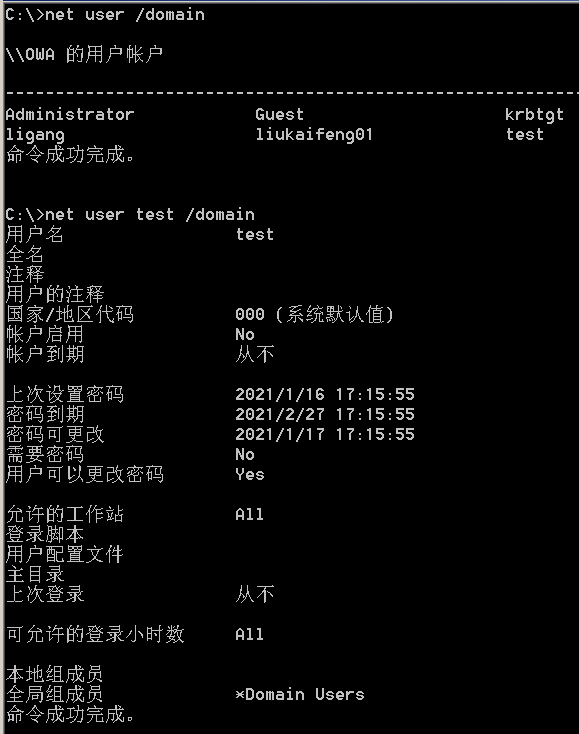 C:\>net user /domain
\\OWA 的用户帐户
-------------------------------------------------------------------------------
Administrator            Guest                    krbtgt
ligang                   liukaifeng01             test
命令成功完成。
C:\>net user test /domain
用户名                 test
全名
注释
用户的注释
国家/地区代码          000 (系统默认值)
帐户启用               No
帐户到期               从不
上次设置密码           2021/1/16 17:15:55
密码到期               2021/2/27 17:15:55
密码可更改             2021/1/17 17:15:55
需要密码               No
用户可以更改密码       Yes
允许的工作站           All
登录脚本
用户配置文件
主目录
上次登录               从不
可允许的登录小时数     All
本地组成员
全局组成员             *Domain Users
命令成功完成。